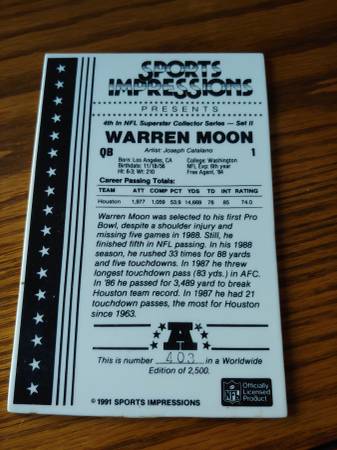 SPORTS
IMPRESSIONS
PRESENTS
4th in NFL Superstar Collector Series — Set II
WARREN MOON
Artist: Joseph Catalano
QB 1
Born: Los Angeles, CA College: Washington
Birthdate: 11/18/56 NFL Exp: 6th year
Ht: 6-3; Wt: 210 Free Agent, '84
Career Passing Totals:
TEAM ATT COMP PCT YDS TD INT RATING
Houston 1,977 1,059 53.9 14,669 76 85 74.0
Warren Moon was selected to his first Pro
Bowl, despite a shoulder injury and
missing five games in 1988. Still, he
finished fifth in NFL passing. In his 1988
season, he rushed 33 times for 88 yards
and five touchdowns. In 1987 he threw
longest touchdown pass (83 yds.) in AFC.
In '86 he passed for 3,489 yard to break
Houston team record. In 1987 he had 21
touchdown passes, the most for Houston
since 1963.
A
This is number 403 in a Worldwide
Edition of 2,500.
NFL
Officially
Licensed
Product
© 1991 SPORTS IMPRESSIONS